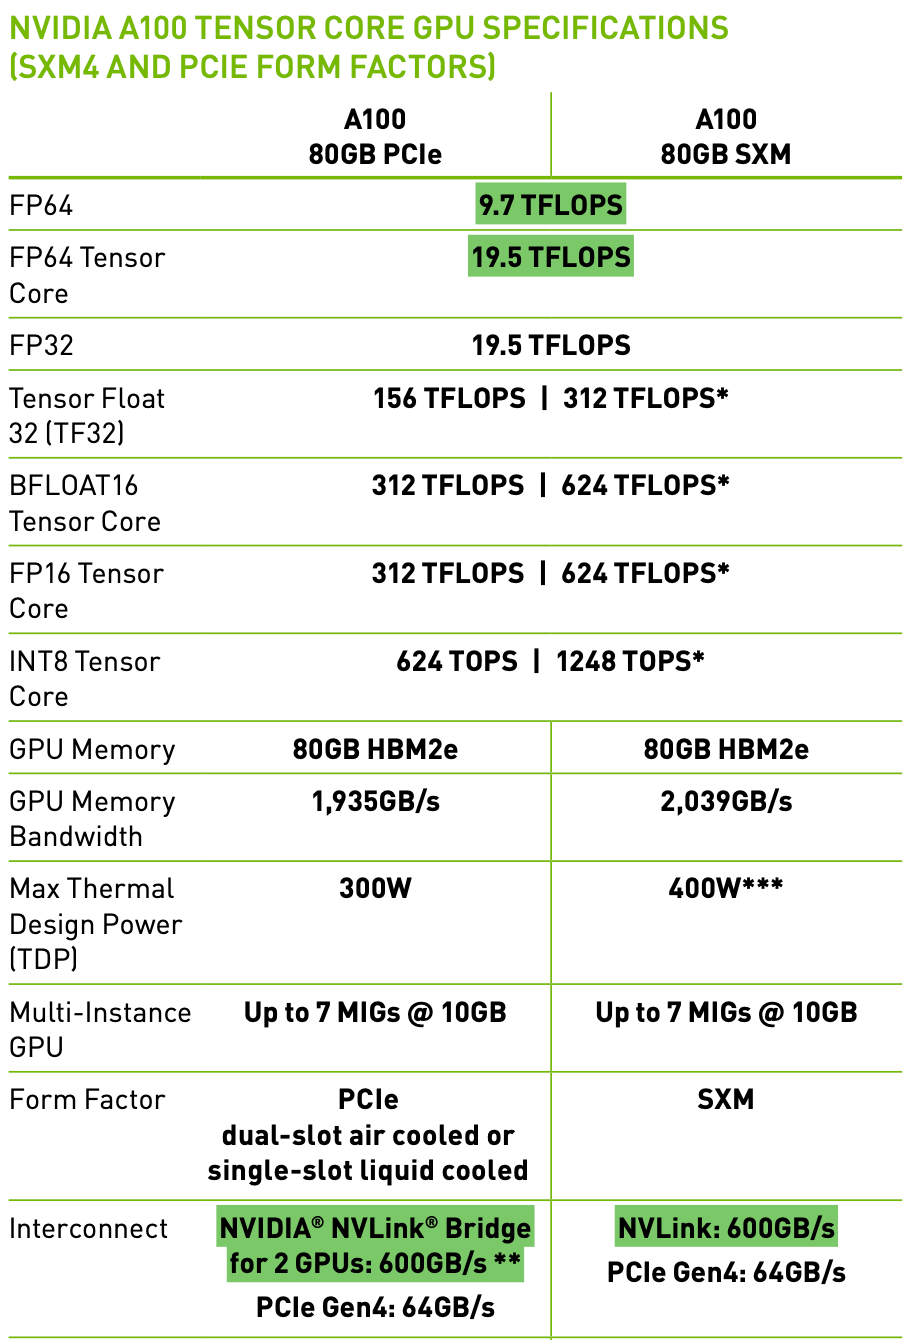 NVIDIA A100 TENSOR CORE GPU SPECIFICATIONS
(SXM4 AND PCIE FORM FACTORS)
A100
80GB PCIe
A100
80GB SXM
FP64
9.7 TFLOPS
FP64 Tensor
Core
19.5 TFLOPS
FP32
19.5 TFLOPS
Tensor Float
32 (TF32)
156 TFLOPS | 312 TFLOPS*
BFLOAT16
Tensor Core
312 TFLOPS | 624 TFLOPS*
FP16 Tensor
Core
312 TFLOPS | 624 TFLOPS*
INT8 Tensor
Core
624 TOPS | 1248 TOPS*
GPU Memory
80GB HBM2e
80GB HBM2e
GPU Memory
Bandwidth
1,935GB/s
2,039GB/s
Max Thermal
Design Power
(TDP)
300W
400W***
Multi-Instance
GPU
Up to 7 MIGs @ 10GB
Up to 7 MIGs @ 10GB
Form Factor
PCIe
dual-slot air cooled or
single-slot liquid cooled
SXM
Interconnect
NVIDIA® NVLink® Bridge
for 2 GPUs: 600GB/s **
PCIe Gen4: 64GB/s
NVLink: 600GB/s
PCIe Gen4: 64GB/s